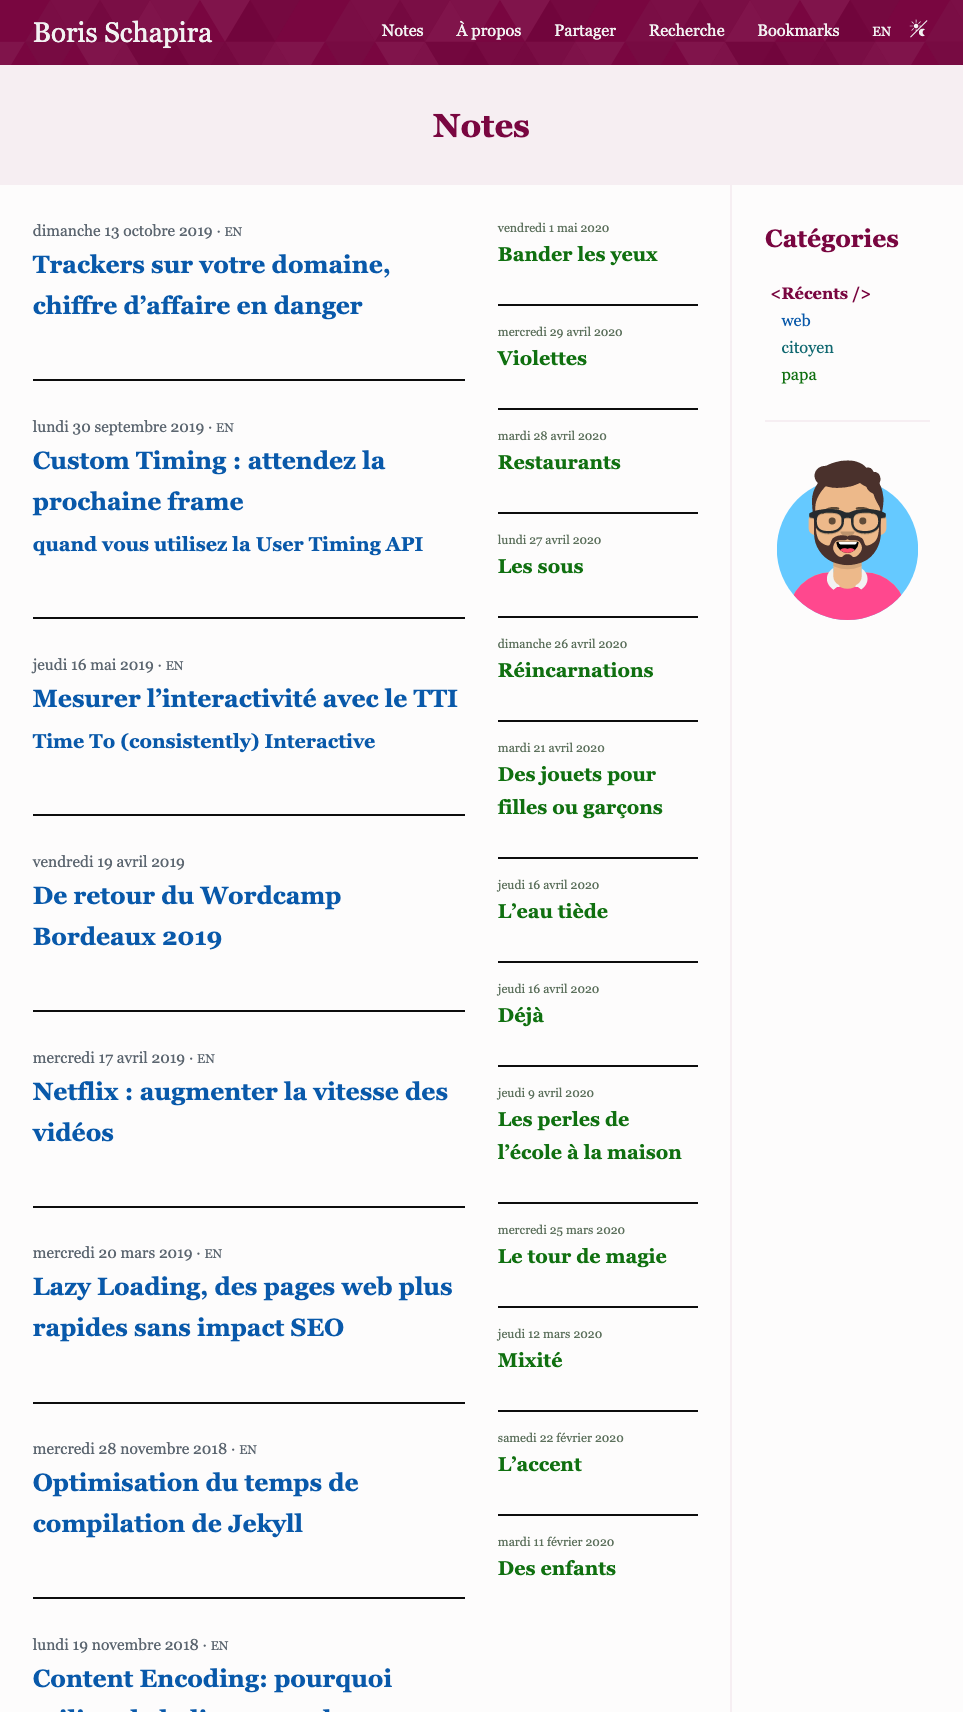 Boris Schapira
Notes
À propos
Partager
Recherche
Bookmarks
EN
Notes
dimanche 13 octobre 2019 · EN
Trackers sur votre domaine,
chiffre d’affaire en danger
lundi 30 septembre 2019 · EN
Custom Timing : attendez la
prochaine frame
quand vous utilisez la User Timing API
jeudi 16 mai 2019 · EN
Mesurer l’interactivité avec le TTI
Time To (consistently) Interactive
vendredi 19 avril 2019
De retour du Wordcamp
Bordeaux 2019
mercredi 17 avril 2019 · EN
Netflix : augmenter la vitesse des
vidéos
mercredi 20 mars 2019 · EN
Lazy Loading, des pages web plus
rapides sans impact SEO
mercredi 28 novembre 2018 · EN
Optimisation du temps de
compilation de Jekyll
lundi 19 novembre 2018 · EN
Content Encoding: pourquoi
vendredi 1 mai 2020
Bander les yeux
mercredi 29 avril 2020
Violettes
mardi 28 avril 2020
Restaurants
lundi 27 avril 2020
Les sous
dimanche 26 avril 2020
Réincarnations
mardi 21 avril 2020
Des jouets pour
filles ou garçons
jeudi 16 avril 2020
L’eau tiède
jeudi 16 avril 2020
Déjà
jeudi 9 avril 2020
Les perles de
l’école à la maison
mercredi 25 mars 2020
Le tour de magie
jeudi 12 mars 2020
Mixité
samedi 22 février 2020
L’accent
mardi 11 février 2020
Des enfants
Catégories
<Récents />
web
citoyen
papa